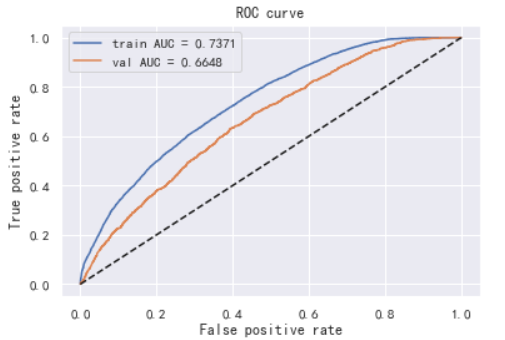 ROC curve
train AUC = 0.7371
val AUC = 0.6648
True positive rate
1.0
0.8
0.6
0.4
0.2
0.0
0.0 0.2 0.4 0.6 0.8 1.0
False positive rate